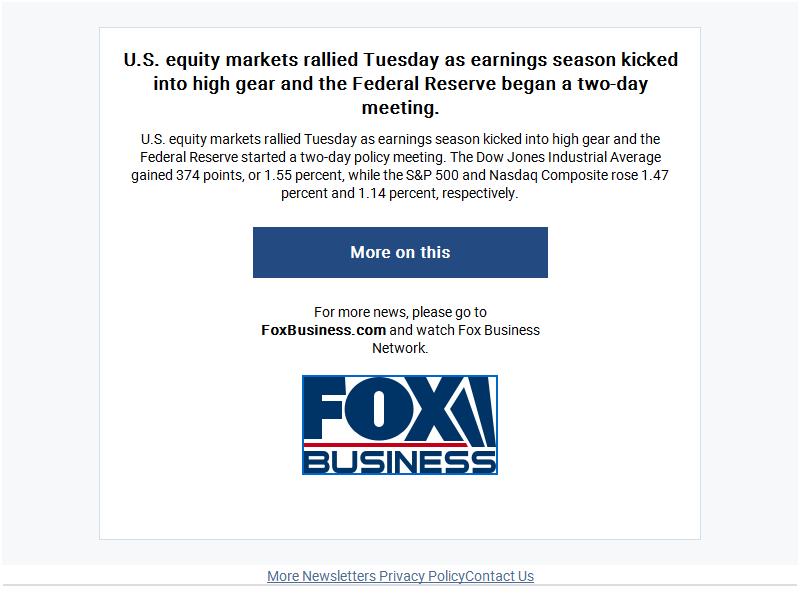 U.S. equity markets rallied Tuesday as earnings season kicked
into high gear and the Federal Reserve began a two-day
meeting.
U.S. equity markets rallied Tuesday as earnings season kicked into high gear and the
Federal Reserve started a two-day policy meeting. The Dow Jones Industrial Average
gained 374 points, or 1.55 percent, while the S&P 500 and Nasdaq Composite rose 1.47
percent and 1.14 percent, respectively.
More on this
For more news, please go to
FoxBusiness.com and watch Fox Business
Network.
FOX
BUSINESS
More Newsletters Privacy PolicyContact Us